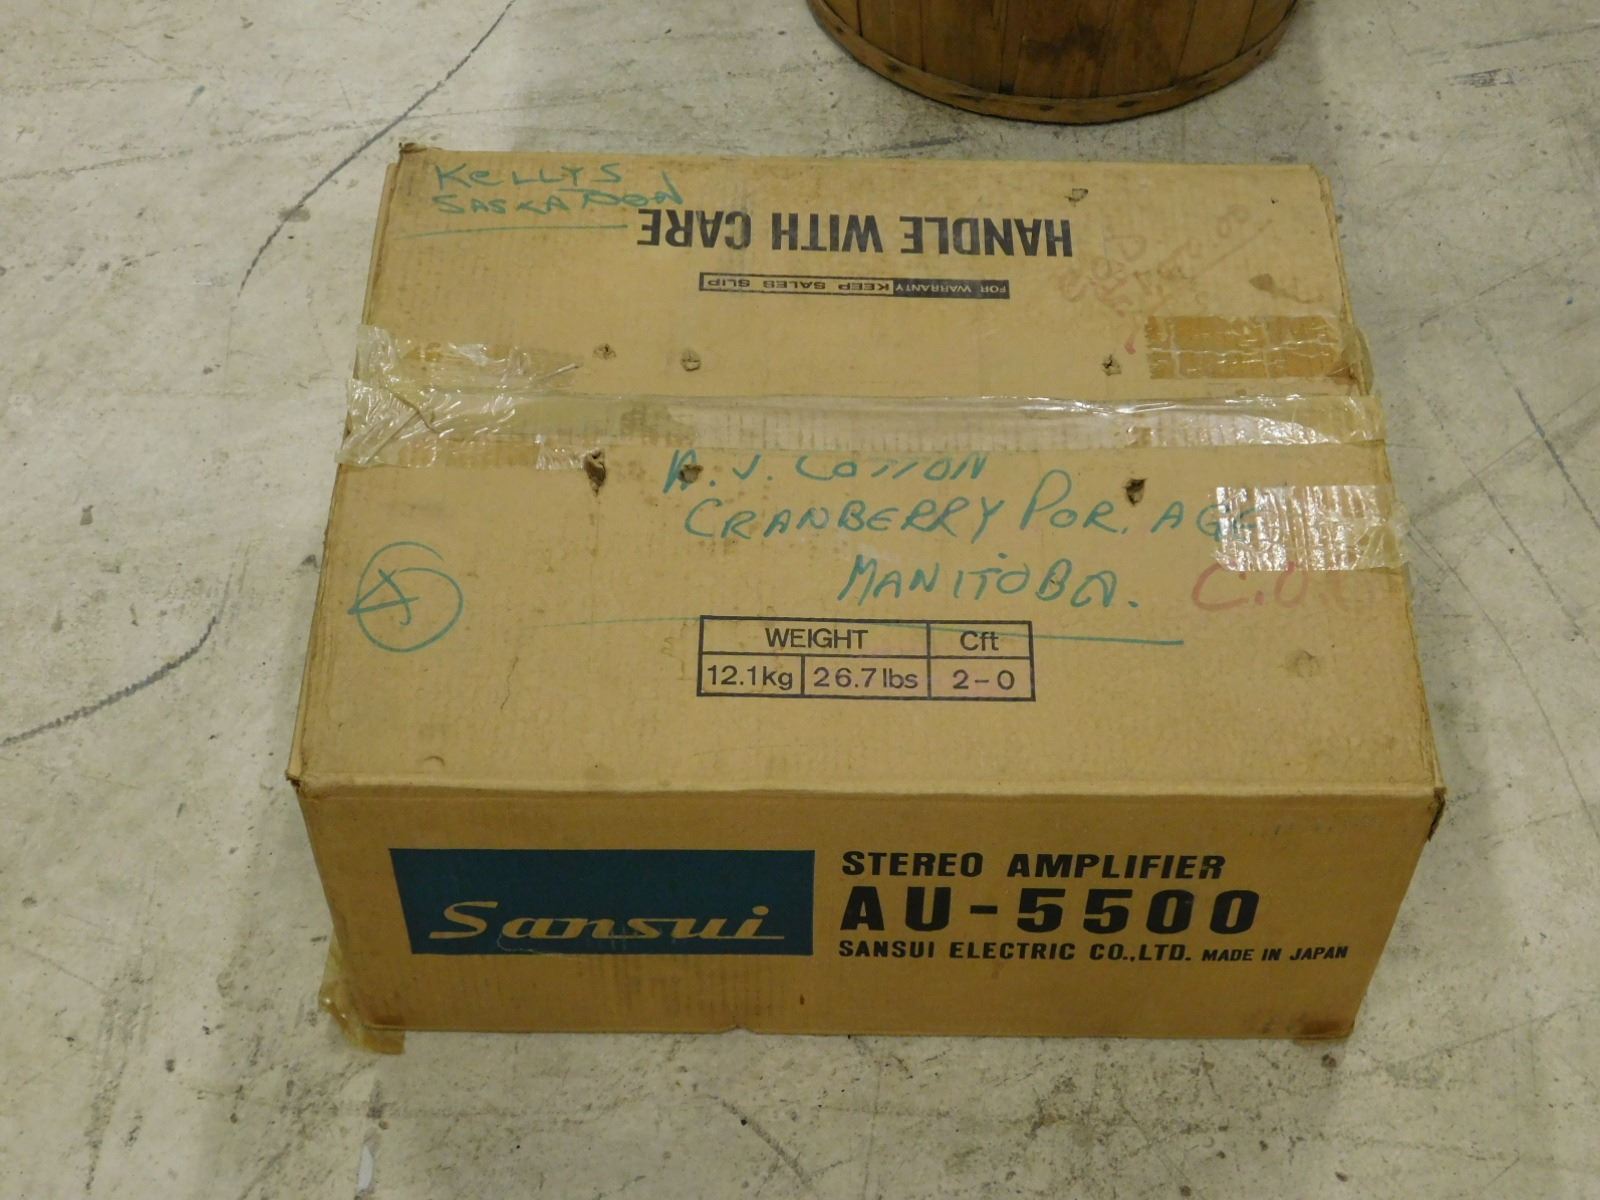 KELLYS
SASKATOON
HANDLE WITH CARE
FOR WARRANTY KEEP SALES SLIP
A. J. COTTON
CRANBERRY POR. AGE
MANITOBA. C.O.
WEIGHT Cft
12.1kg 26.7lbs 2-0
Sansui
STEREO AMPLIFIER
AU-5500
SANSUI ELECTRIC CO.,LTD. MADE IN JAPAN